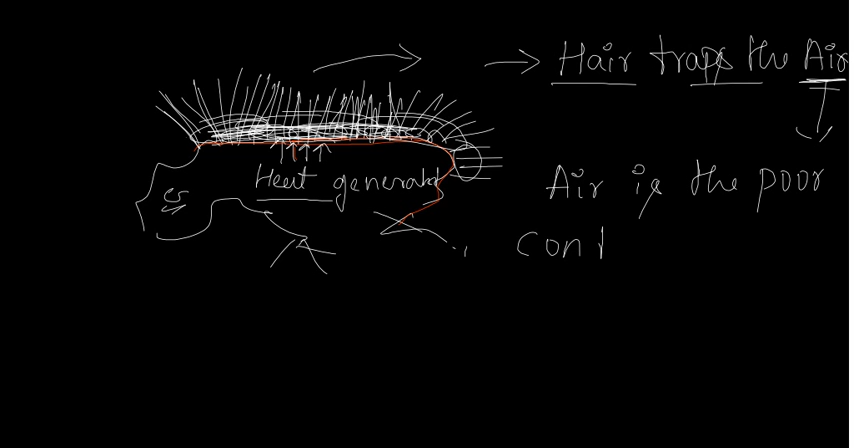 → Hair traps the Air
Heat generated
Air is the poor
con